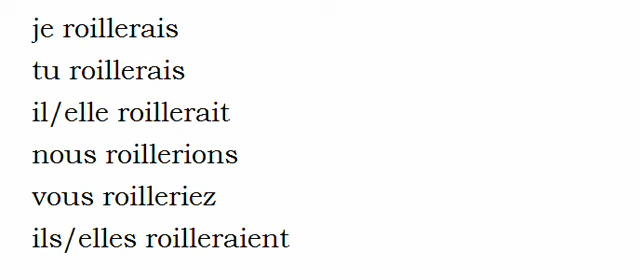 je roillerais
tu roillerais
il/elle roillerait
nous roillerions
vous roilleriez
ils/elles roilleraient